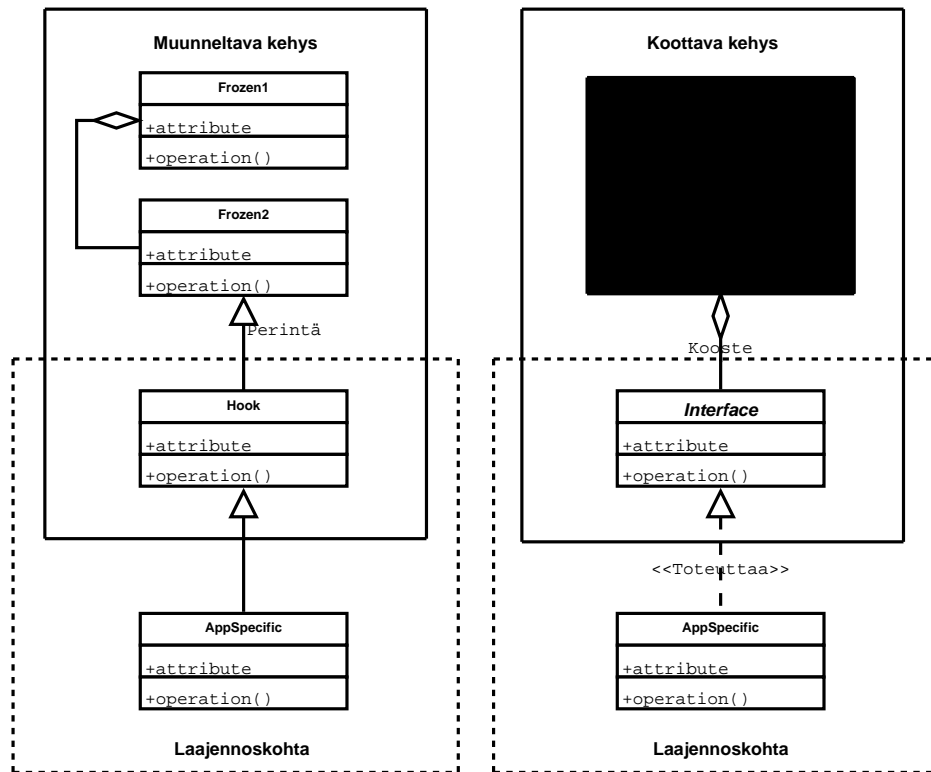 Muunneltava kehys
Frozen1
+attribute
+operation()
Frozen2
+attribute
+operation()
Perintä
Hook
+attribute
+operation()
AppSpecific
+attribute
+operation()
Laajennoskohta
Koottava kehys
Kooste
Interface
+attribute
+operation()
<<Toteuttaa>>
AppSpecific
+attribute
+operation()
Laajennoskohta